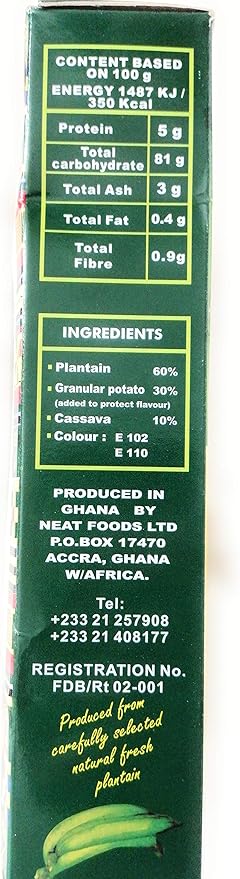 CONTENT BASED
ON 100 g
ENERGY 1487 KJ /
350 Kcal
Protein 5 g
Total
carbohydrate 81 g
Total Ash 3 g
Total Fat 0.4 g
Total
Fibre 0.9g
INGREDIENTS
▪ Plantain 60%
▪ Granular potato 30%
(added to protect flavour)
▪ Cassava 10%
▪ Colour : E 102
E 110
PRODUCED IN
GHANA BY
NEAT FOODS LTD
P.O.BOX 17470
ACCRA, GHANA
W/AFRICA.
Tel:
+233 21 257908
+233 21 408177
REGISTRATION No.
FDB/Rt 02-001
Produced from
carefully selected
natural fresh
plantain